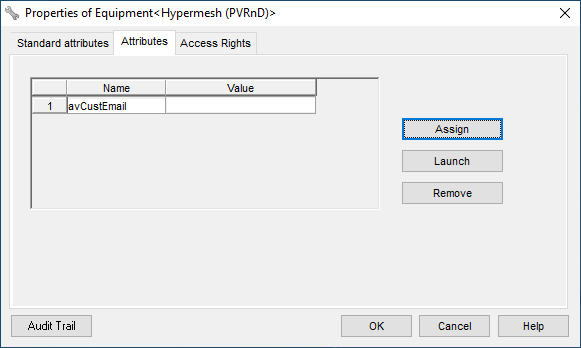 Properties of Equipment<Hypermesh (PVRnD)>
Standard attributes Attributes Access Rights
Name Value
1 avCustEmail
Assign
Launch
Remove
Audit Trail OK Cancel Help